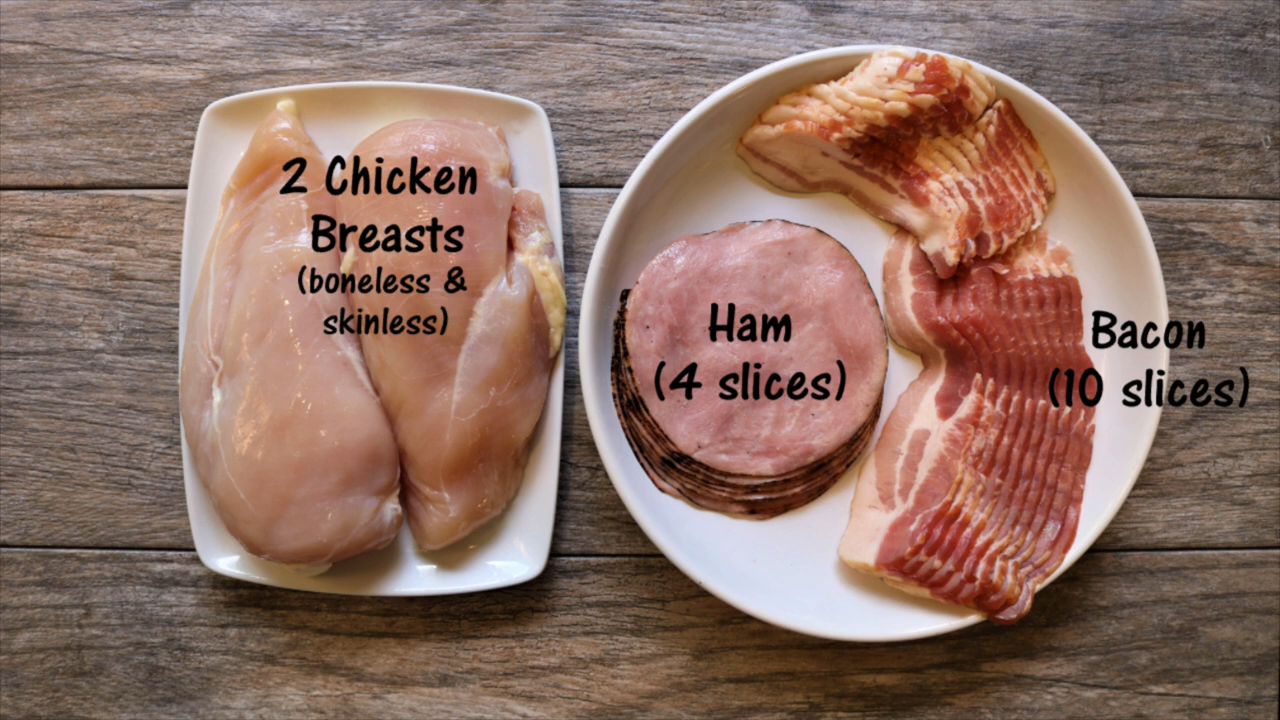 2 Chicken
Breasts
(boneless &
skinless)
Ham
(4 slices)
Bacon
(10 slices)